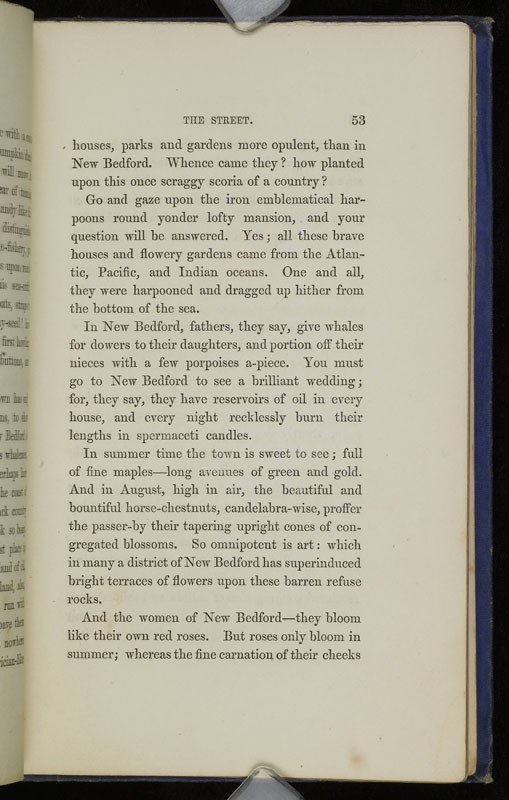 THE STREET. 53
houses, parks and gardens more opulent, than in
New Bedford. Whence came they? how planted
upon this once scraggy scoria of a country?
Go and gaze upon the iron emblematical har-
poons round yonder lofty mansion, and your
question will be answered. Yes; all these brave
houses and flowery gardens came from the Atlan-
tic, Pacific, and Indian oceans. One and all,
they were harpooned and dragged up hither from
the bottom of the sea.
In New Bedford, fathers, they say, give whales
for dowers to their daughters, and portion off their
nieces with a few porpoises a-piece. You must
go to New Bedford to see a brilliant wedding;
for, they say, they have reservoirs of oil in every
house, and every night recklessly burn their
lengths in spermaceti candles.
In summer time the town is sweet to see; full
of fine maples—long avenues of green and gold.
And in August, high in air, the beautiful and
bountiful horse-chestnuts, candelabra-wise, proffer
the passer-by their tapering upright cones of con-
gregated blossoms. So omnipotent is art: which
in many a district of New Bedford has superinduced
bright terraces of flowers upon these barren refuse
rocks.
And the women of New Bedford—they bloom
like their own red roses. But roses only bloom in
summer; whereas the fine carnation of their cheeks